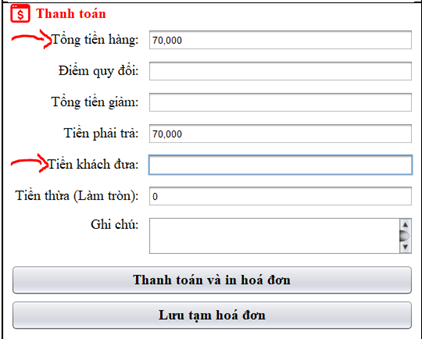 $ Thanh toán
Tổng tiền hàng: 70,000
Điểm quy đổi:
Tổng tiền giảm:
Tiền phải trả: 70,000
Tiền khách đưa:
Tiền thừa (Làm tròn): 0
Ghi chú:
Thanh toán và in hoá đơn
Lưu tạm hoá đơn